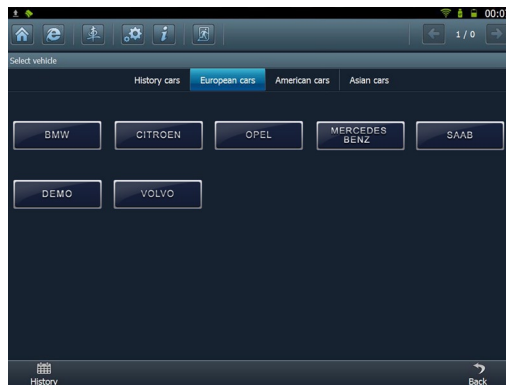 00:0
1 / 0
Select vehicle
History cars European cars American cars Asian cars
BMW CITROEN OPEL MERCEDES BENZ SAAB
DEMO VOLVO
History Back